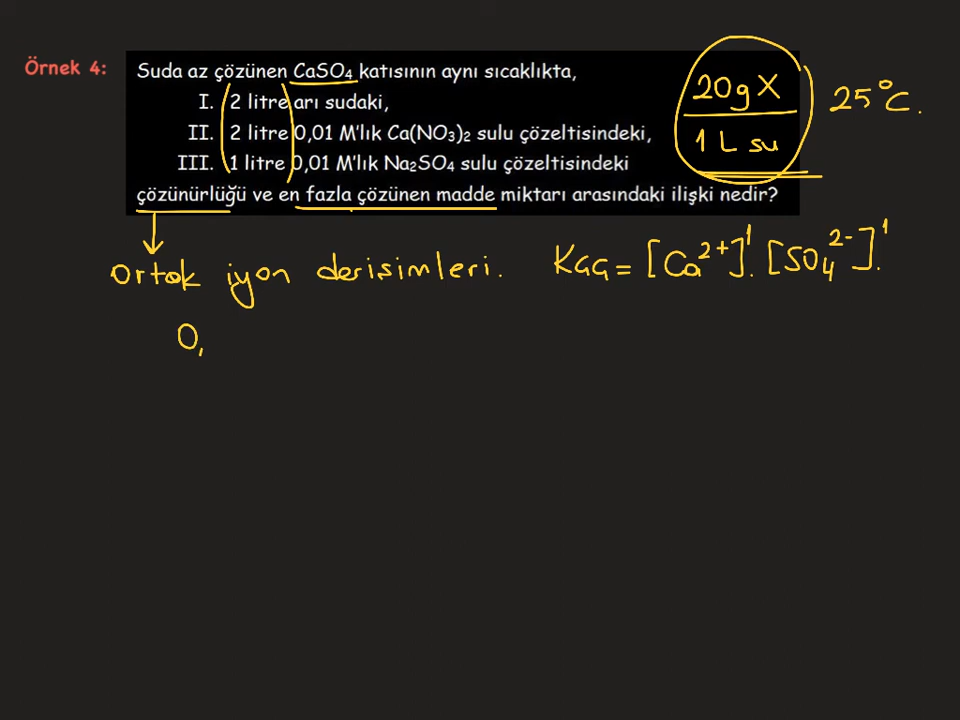 Örnek 4:
Suda az çözünen CaSO₄ katısının aynı sıcaklıkta,
I. 2 litre arı sudaki,
II. 2 litre 0,01 M'lık Ca(NO₃)₂ sulu çözeltisindeki,
III. 1 litre 0,01 M'lık Na₂SO₄ sulu çözeltisindeki
çözünürlüğü ve en fazla çözünen madde miktarı arasındaki ilişki nedir?
20g X
1 L su
25°C.
Ortak iyon derisimleri.
Kçç = [Ca²⁺]¹. [SO₄²⁻]¹.
0,